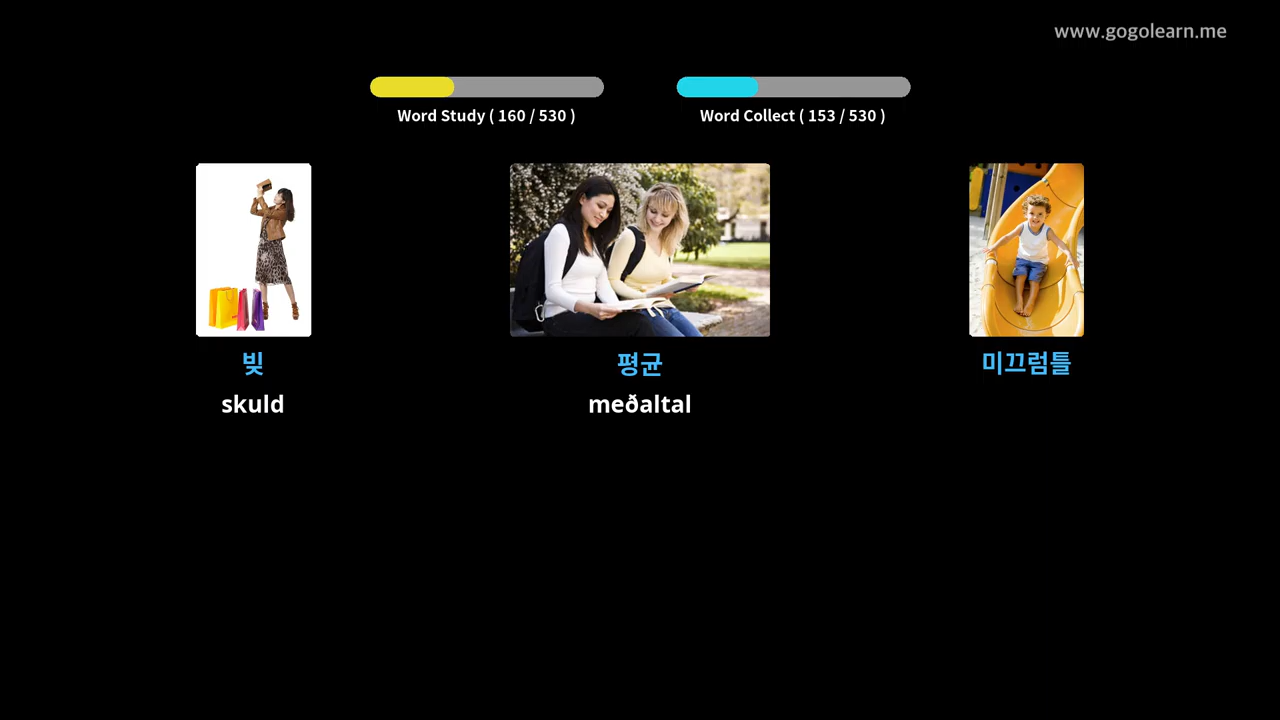 www.gogolearn.me
Word Study ( 160 / 530 )
Word Collect ( 153 / 530 )
빚
평균
미끄럼틀
skuld
meðaltal